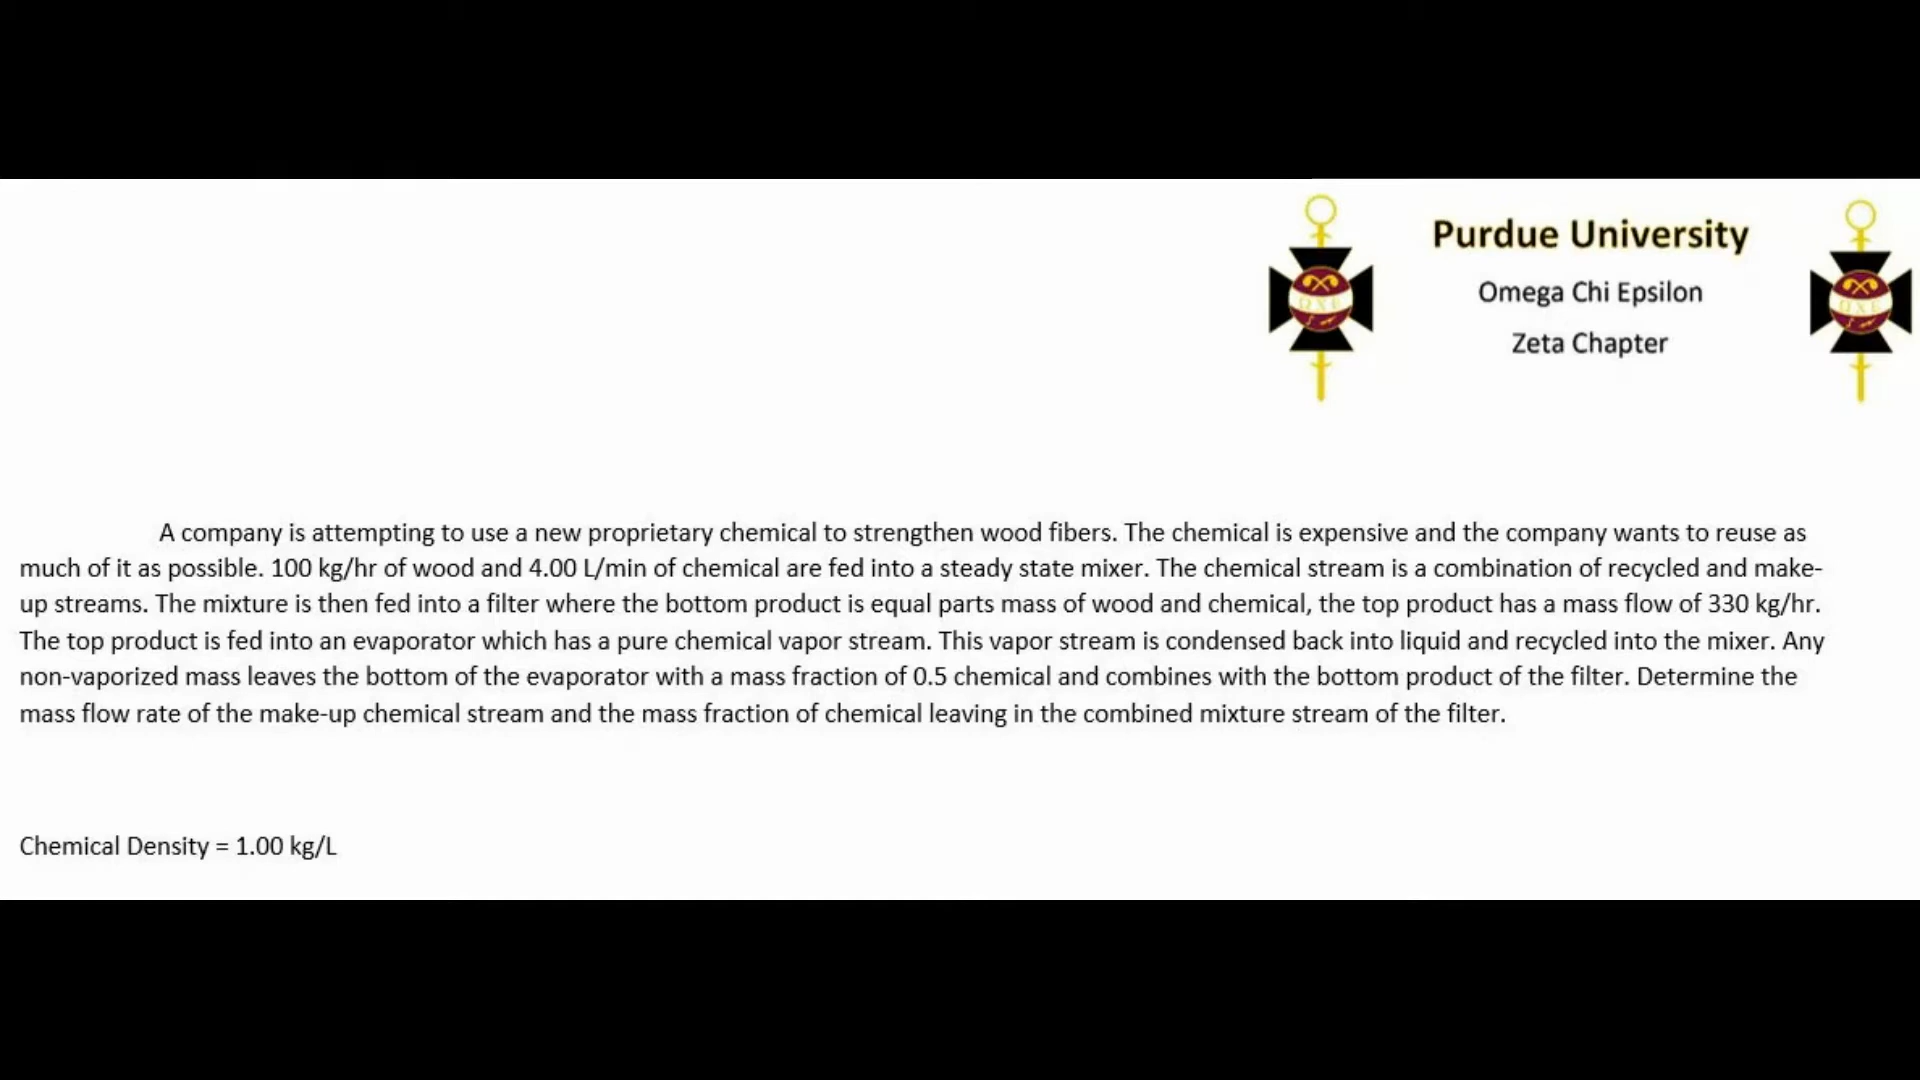 Purdue University
Omega Chi Epsilon
Zeta Chapter
A company is attempting to use a new proprietary chemical to strengthen wood fibers. The chemical is expensive and the company wants to reuse as
much of it as possible. 100 kg/hr of wood and 4.00 L/min of chemical are fed into a steady state mixer. The chemical stream is a combination of recycled and make-
up streams. The mixture is then fed into a filter where the bottom product is equal parts mass of wood and chemical, the top product has a mass flow of 330 kg/hr.
The top product is fed into an evaporator which has a pure chemical vapor stream. This vapor stream is condensed back into liquid and recycled into the mixer. Any
non-vaporized mass leaves the bottom of the evaporator with a mass fraction of 0.5 chemical and combines with the bottom product of the filter. Determine the
mass flow rate of the make-up chemical stream and the mass fraction of chemical leaving in the combined mixture stream of the filter.
Chemical Density = 1.00 kg/L